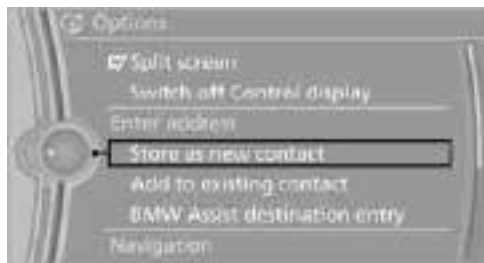 Options
Split screen
Switch off Control display
Enter address
Store as new contact
Add to existing contact
BMW Assist destination entry
Navigation